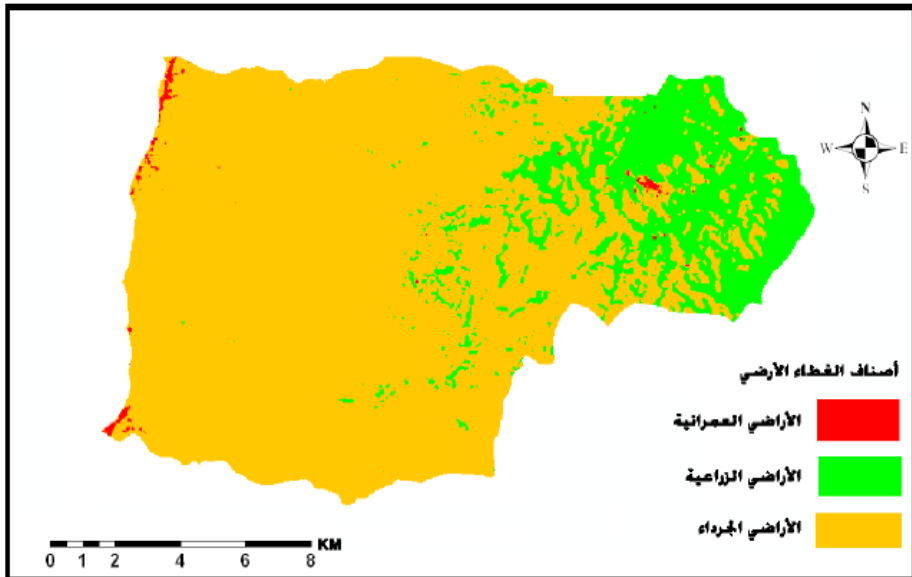 N
W E
S
أصناف الغطاء الأرضي
الأراضي العمرانية
الأراضي الزراعية
الأراضي الجرداء
KM
0 1 2 4 6 8